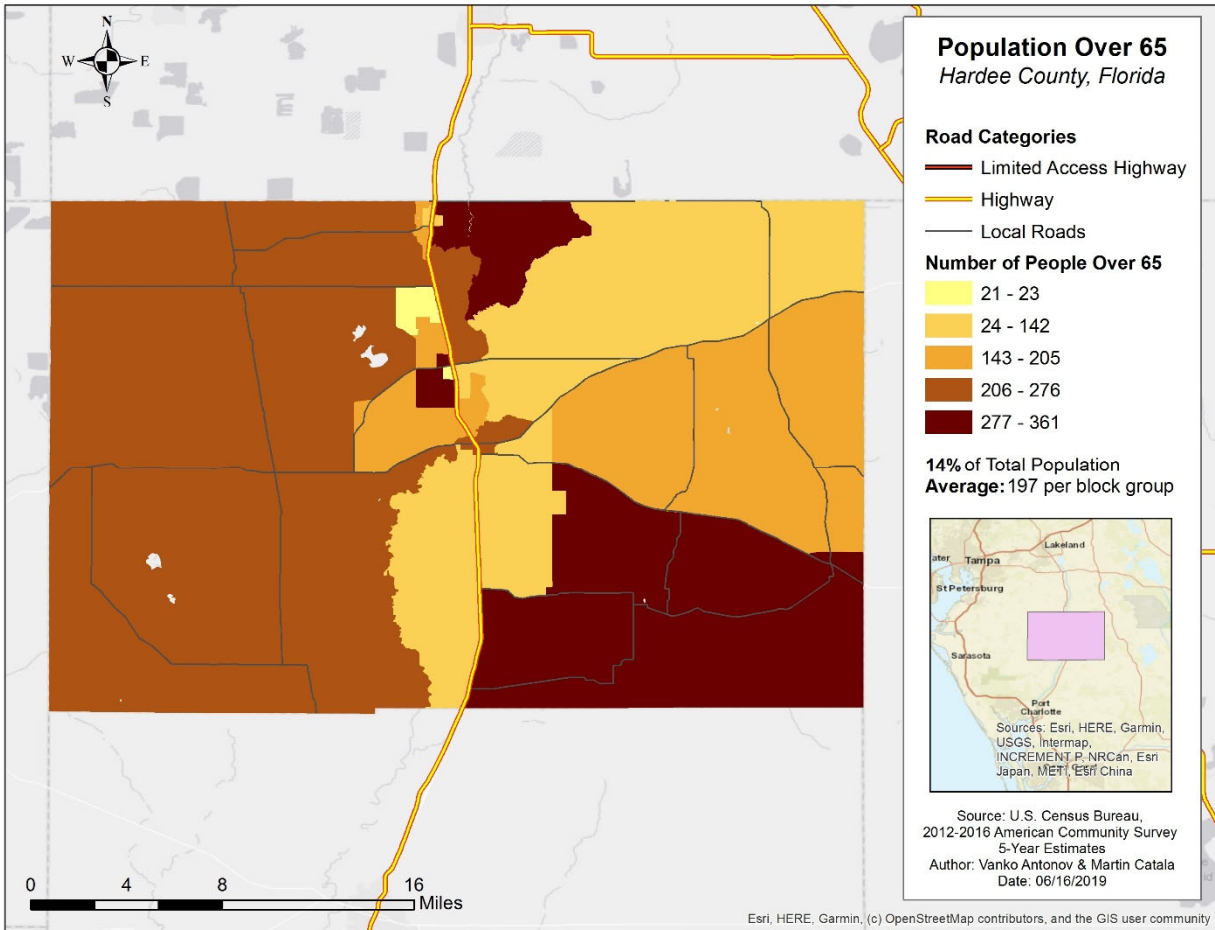 N
W E
S
Population Over 65
Hardee County, Florida
Road Categories
Limited Access Highway
Highway
Local Roads
Number of People Over 65
21 - 23
24 - 142
143 - 205
206 - 276
277 - 361
14% of Total Population
Average: 197 per block group
Lakeland
ater Tampa
St Petersburg
Sarasota
Port
Charlotte
Sources: Esri, HERE, Garmin,
USGS, Intermap,
INCREMENT P, NRCan, Esri
Japan, METI, Esri China
Source: U.S. Census Bureau,
2012-2016 American Community Survey
5-Year Estimates
Author: Vanko Antonov & Martin Catala
Date: 06/16/2019
0 4 8 16
Miles
Esri, HERE, Garmin, (c) OpenStreetMap contributors, and the GIS user community